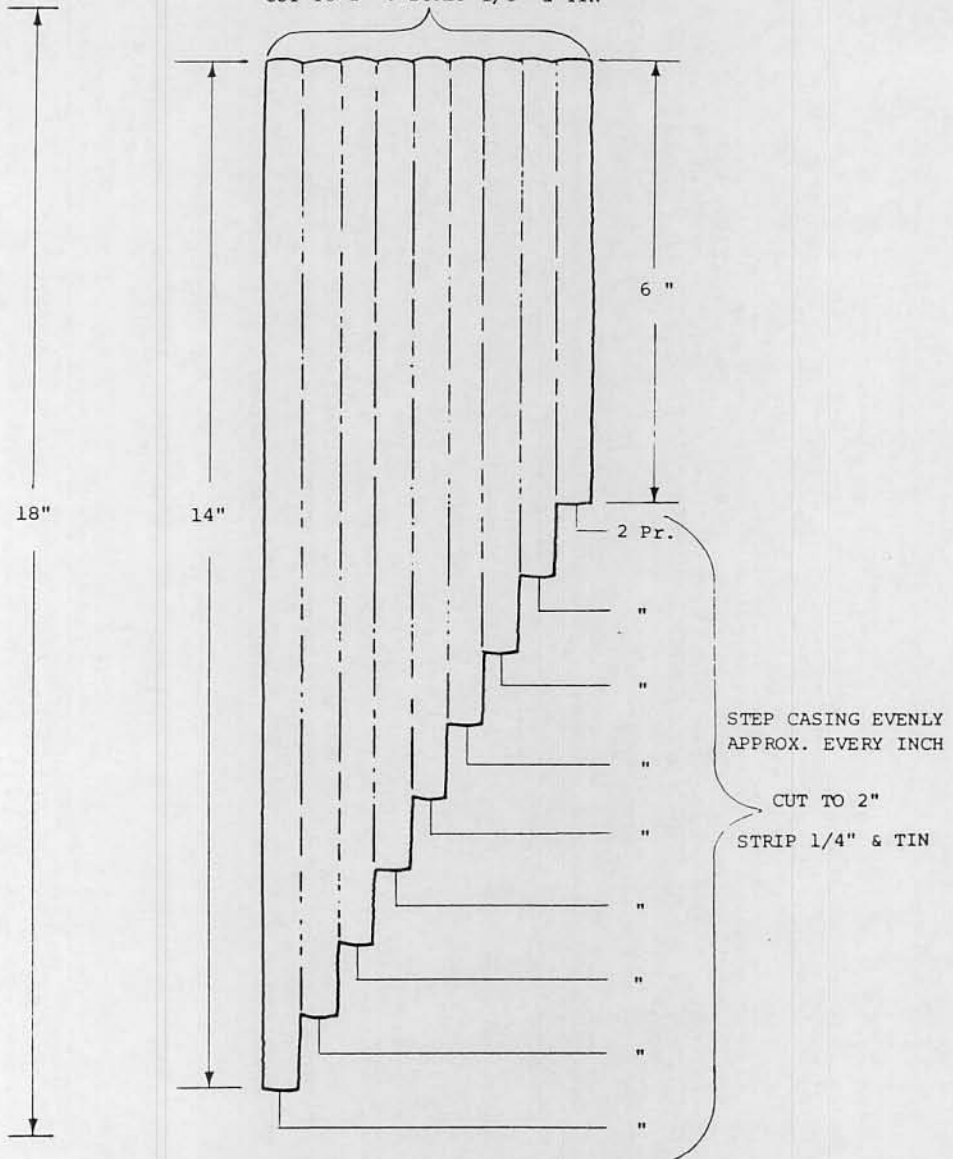 6 "
18"
14"
2 Pr.
"
"
"
STEP CASING EVENLY
APPROX. EVERY INCH
"
CUT TO 2"
"
STRIP 1/4" & TIN
"
"
"
"